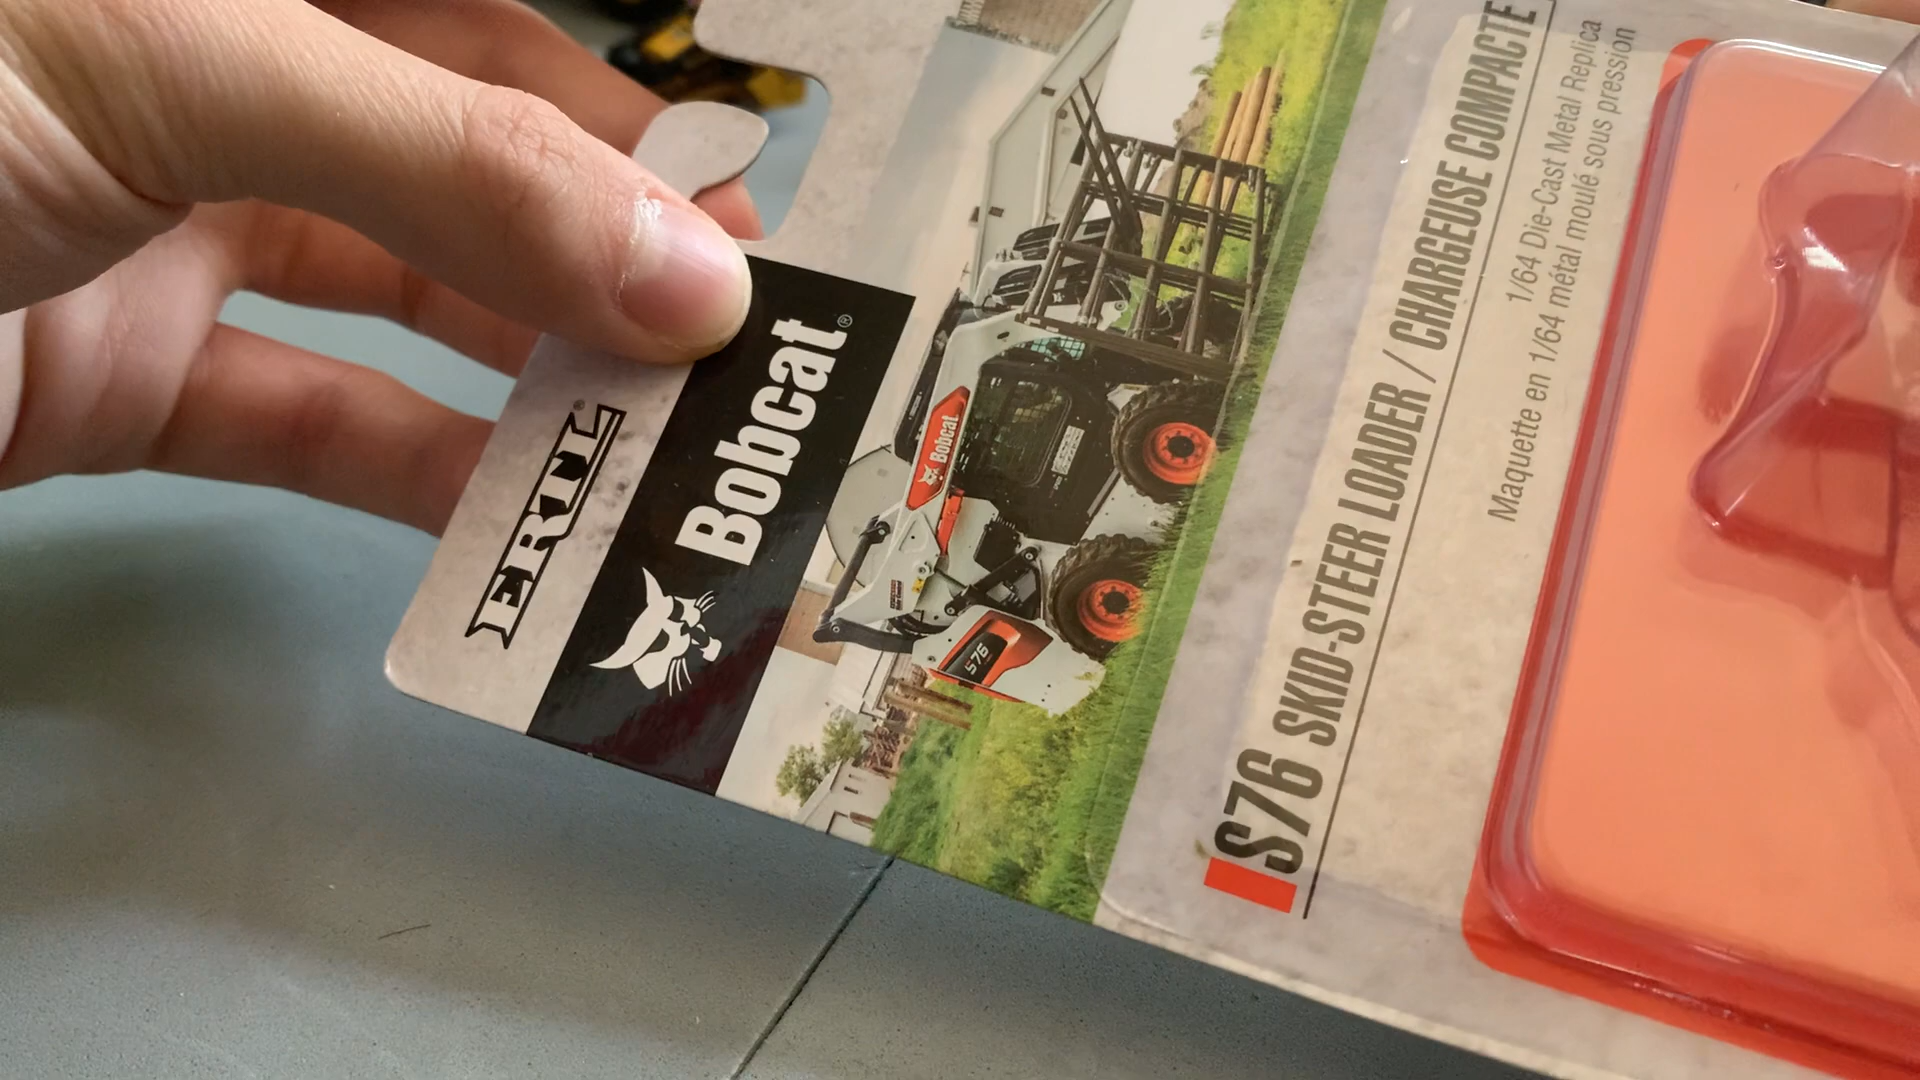 ERTL®
Bobcat®
Bobcat
S76
S76 SKID-STEER LOADER / CHARGEUSE COMPACTE
1/64 Die-Cast Metal Replica
Maquette en 1/64 métal moulé sous pression